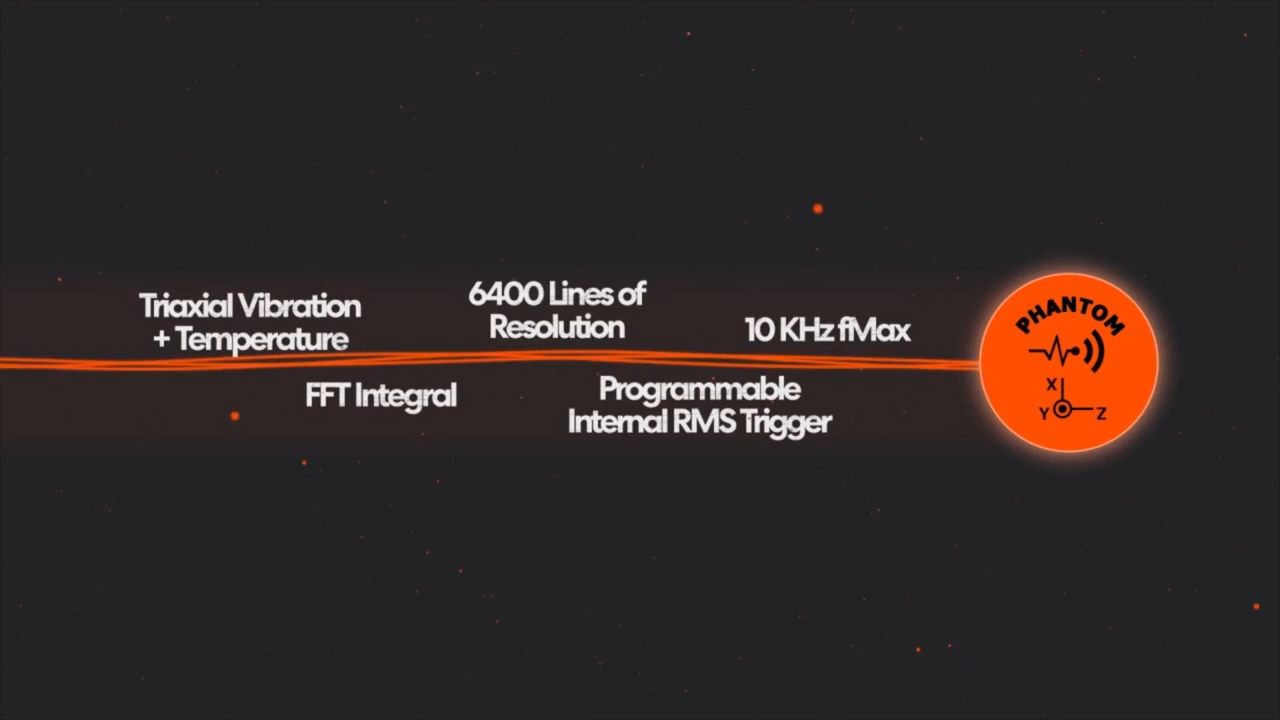 Triaxial Vibration
+ Temperature
6400 Lines of
Resolution
10 KHz fMax
FFT Integral
Programmable
Internal RMS Trigger
PHANTOM
X
Y
Z